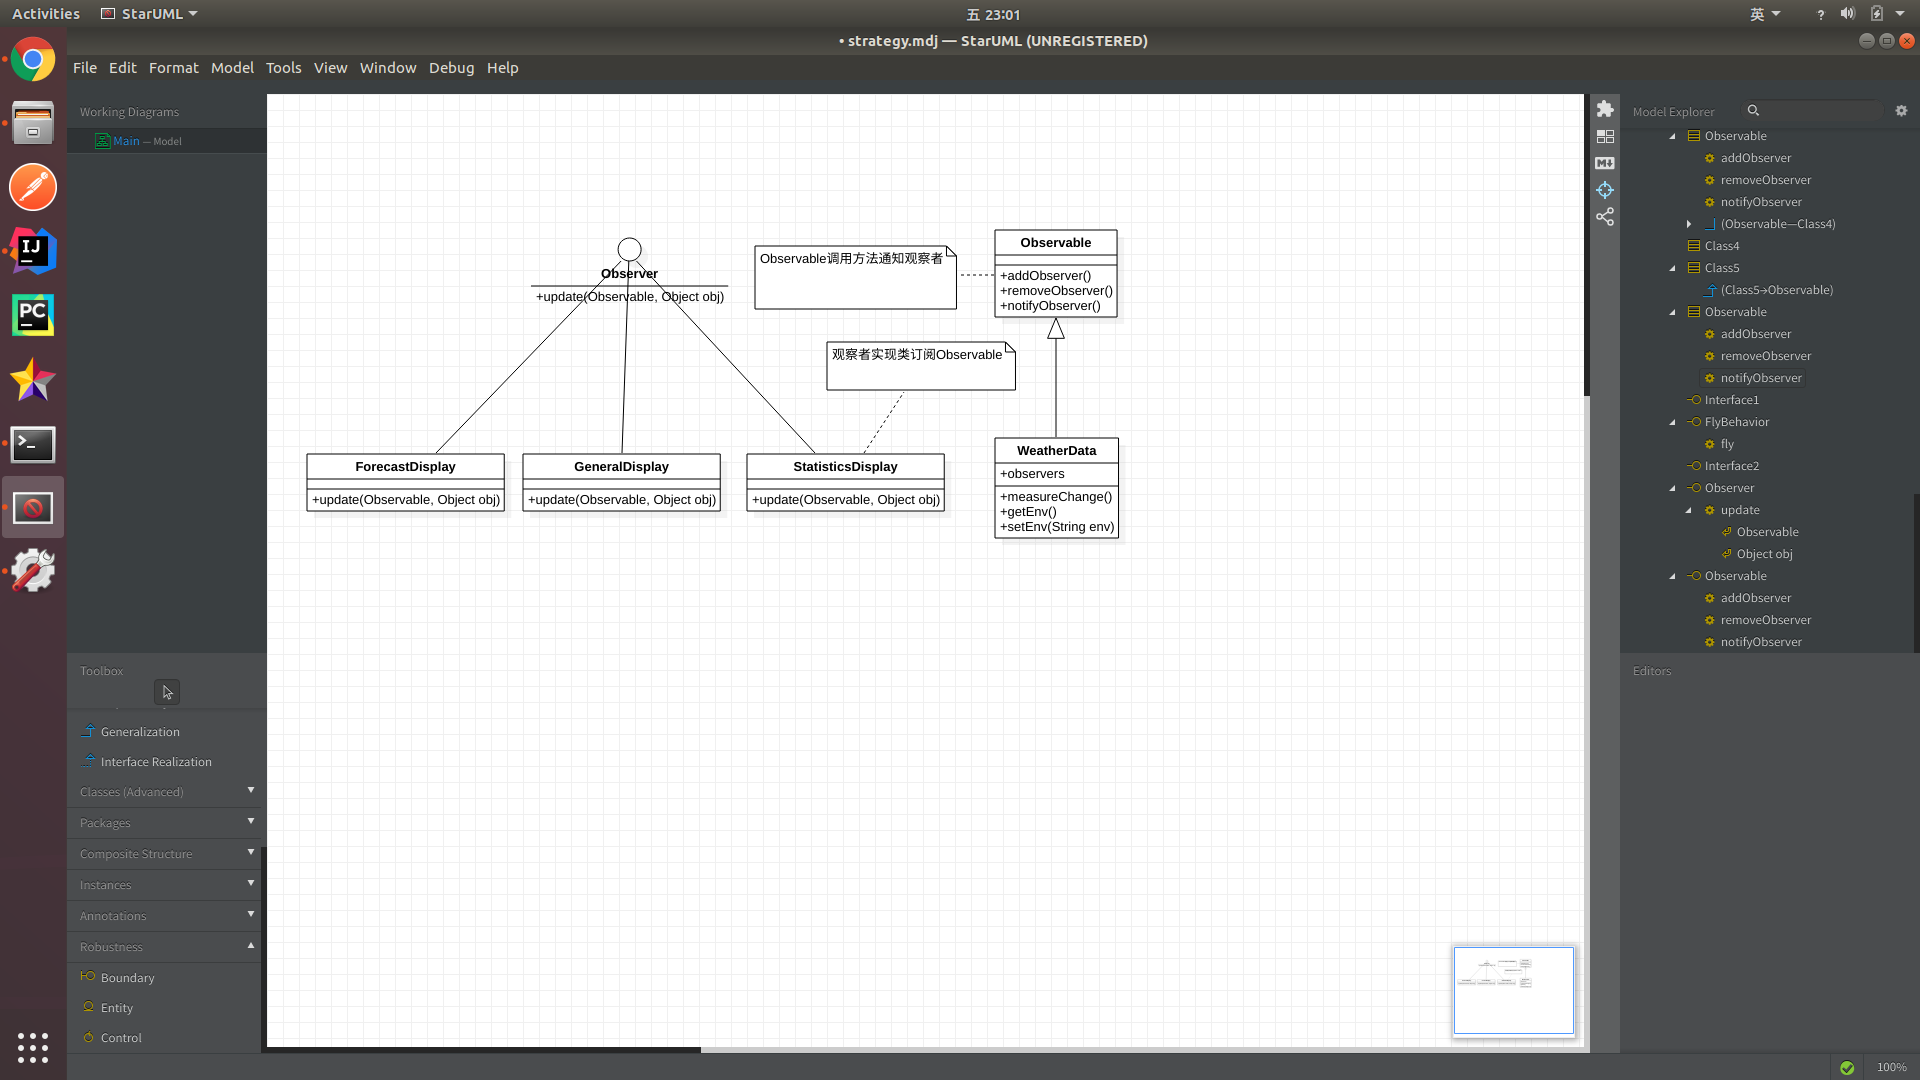 Activities
StarUML
五 23:01
英
?
• strategy.mdj — StarUML (UNREGISTERED)
File Edit Format Model Tools View Window Debug Help
Working Diagrams
Main — Model
Toolbox
Generalization
Interface Realization
Classes (Advanced)
Packages
Composite Structure
Instances
Annotations
Robustness
Boundary
Entity
Control
Observer
+update(Observable, Object obj)
Observable调用方法通知观察者
Observable
+addObserver()
+removeObserver()
+notifyObserver()
观察者实现类订阅Observable
ForecastDisplay
+update(Observable, Object obj)
GeneralDisplay
+update(Observable, Object obj)
StatisticsDisplay
+update(Observable, Object obj)
WeatherData
+observers
+measureChange()
+getEnv()
+setEnv(String env)
Model Explorer
Observable
addObserver
removeObserver
notifyObserver
(Observable—Class4)
Class4
Class5
(Class5→Observable)
Observable
addObserver
removeObserver
notifyObserver
Interface1
FlyBehavior
fly
Interface2
Observer
update
Observable
Object obj
Observable
addObserver
removeObserver
notifyObserver
Editors
IJ
PC
M↓
100%